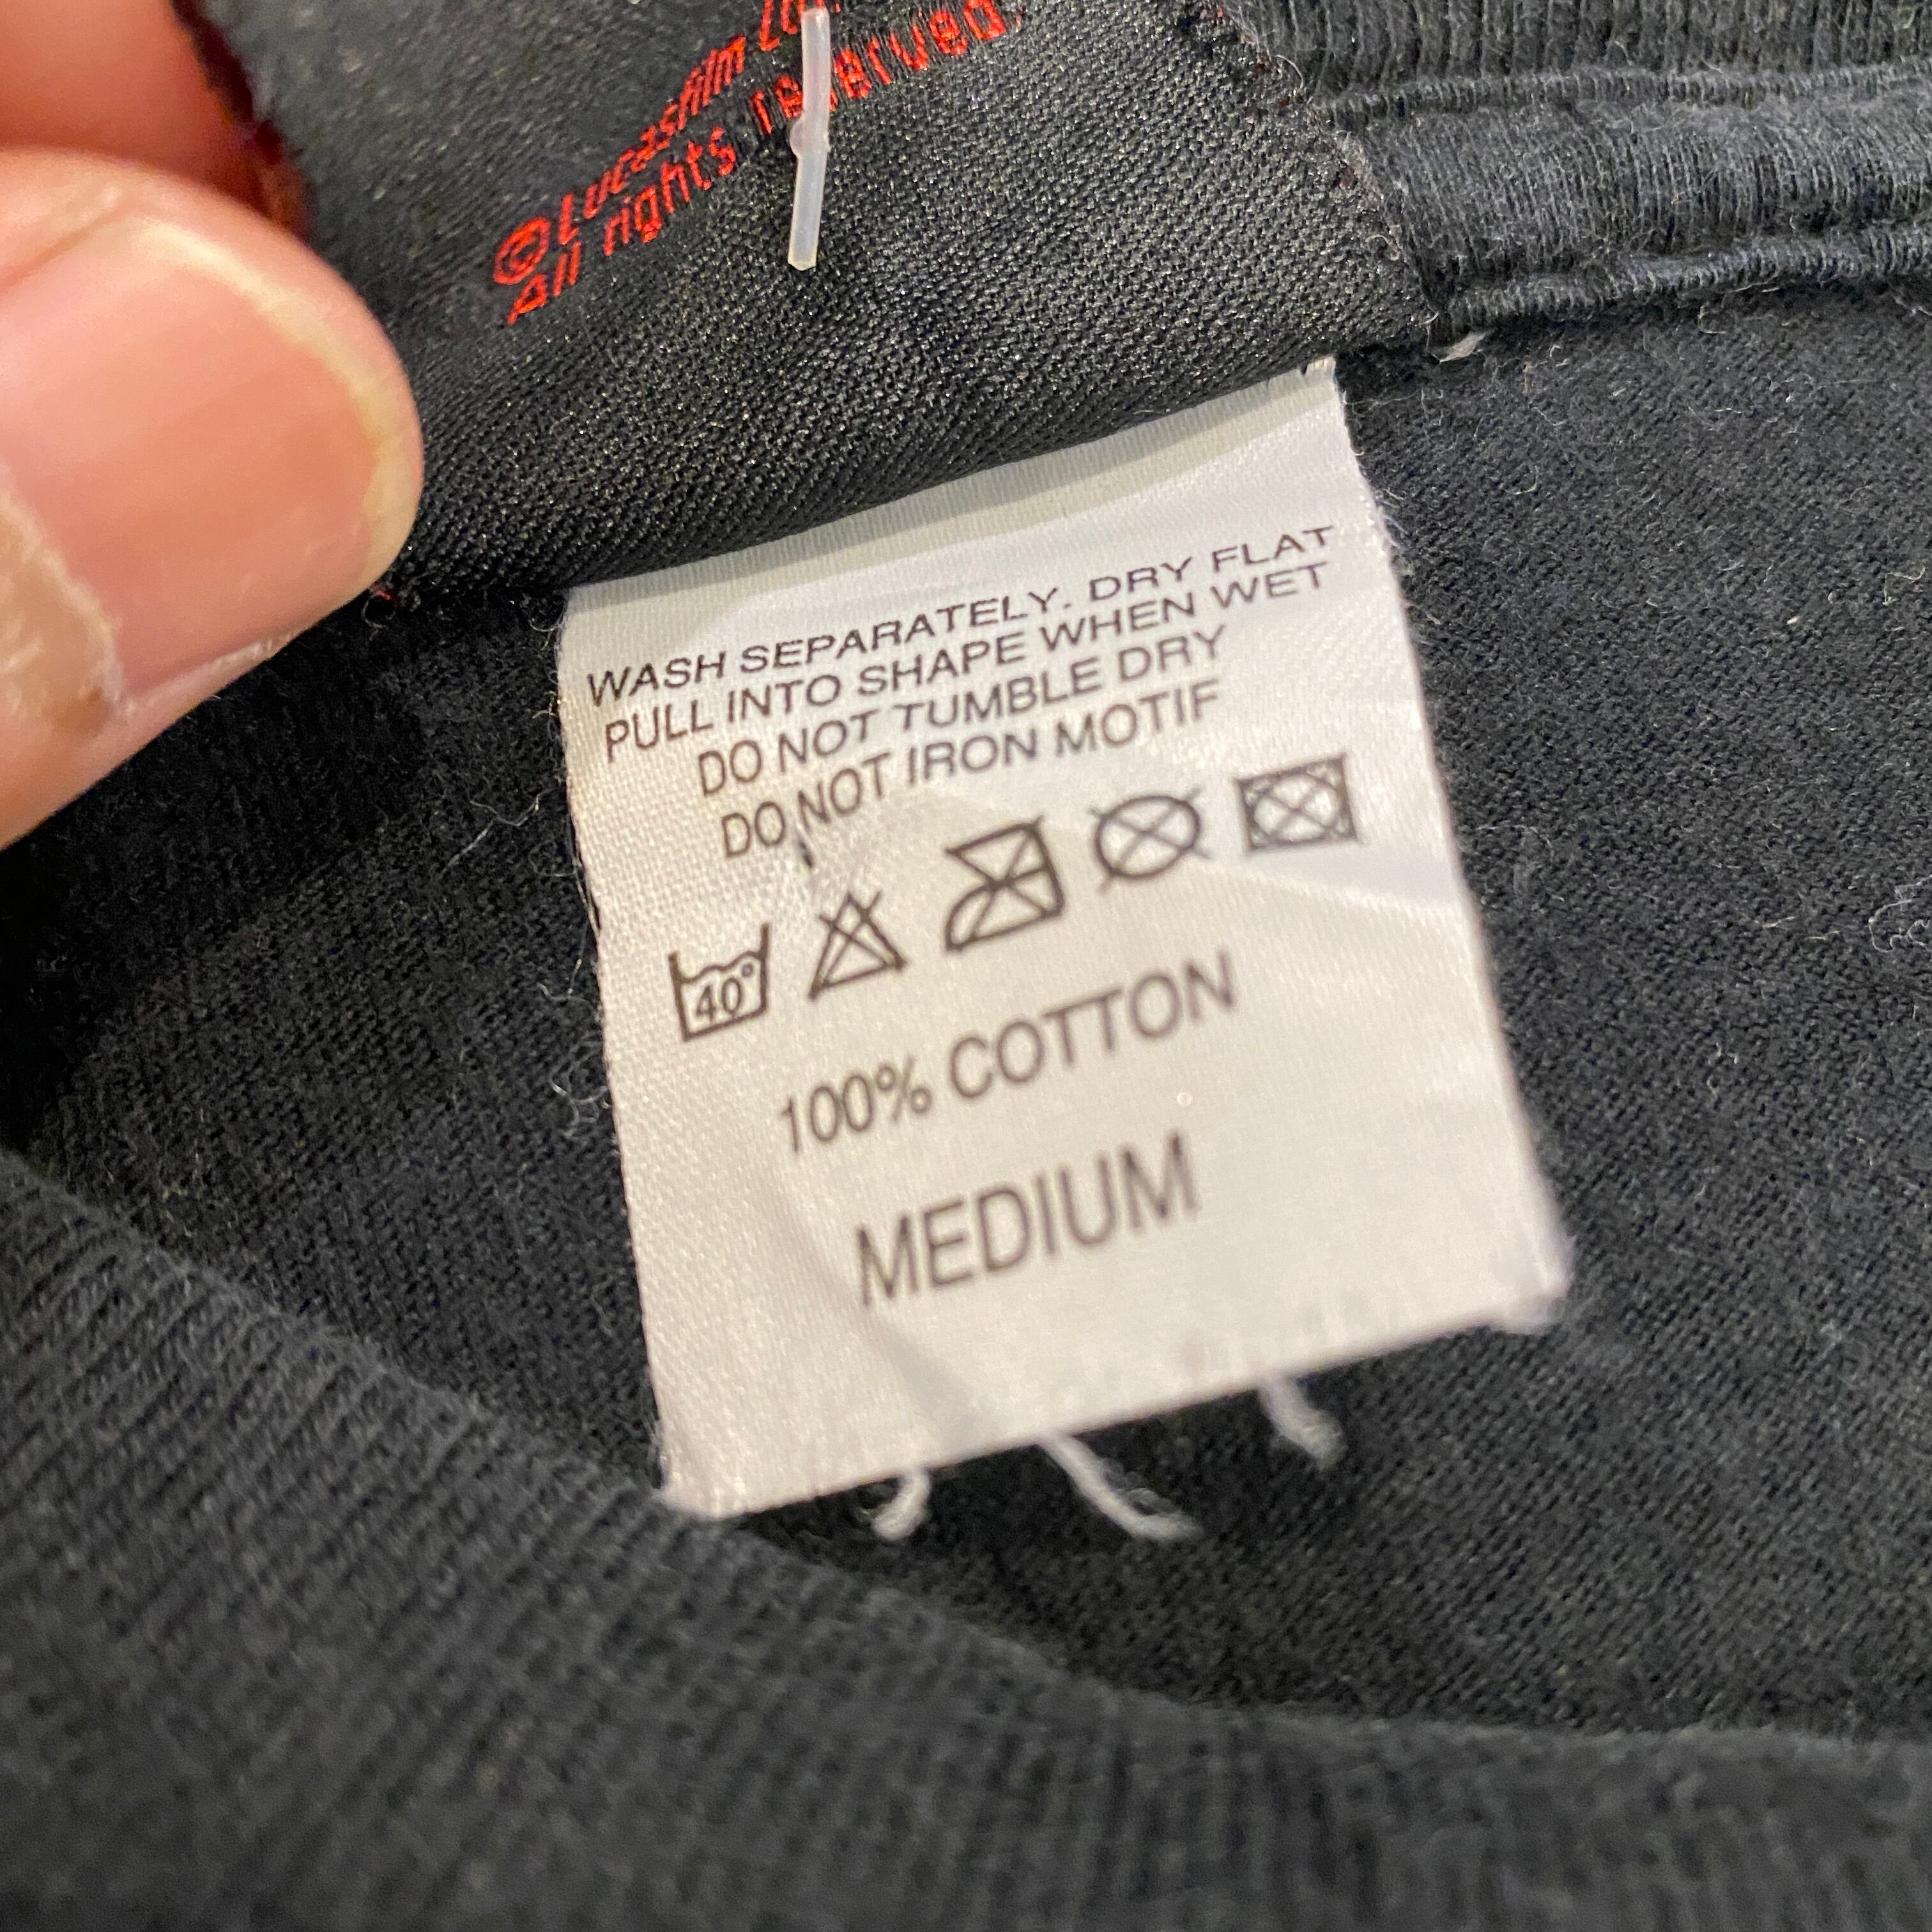 ©Lucasfilm
All rights reserved.
WASH SEPARATELY. DRY FLAT
PULL INTO SHAPE WHEN WET
DO NOT TUMBLE DRY
DO NOT IRON MOTIF
40°
100% COTTON
MEDIUM